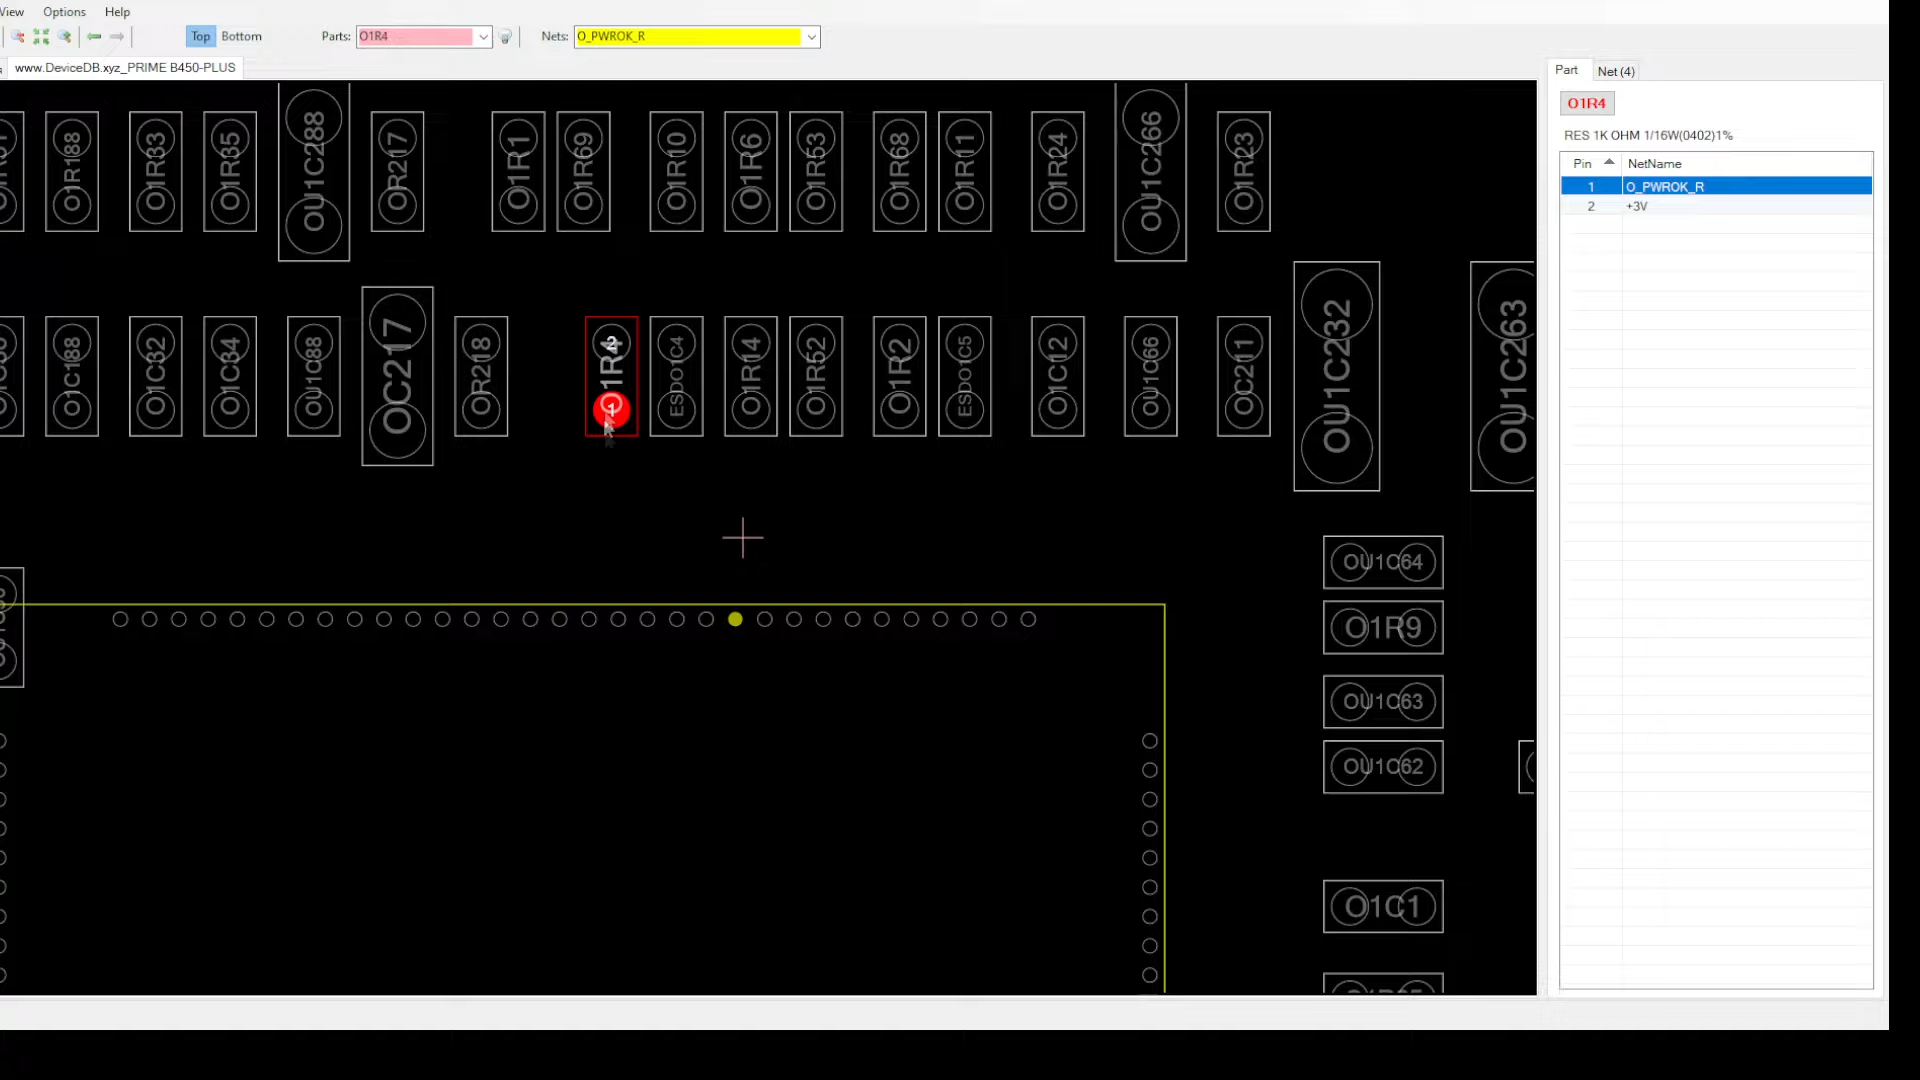 View Options Help
Top Bottom Parts: O1R4 Nets: O_PWROK_R
www.DeviceDB.xyz_PRIME B450-PLUS
Part Net (4)
O1R4
RES 1K OHM 1/16W(0402)1%
Pin NetName
1 O_PWROK_R
2 +3V
O1R188 O1R33 O1R35 OU1C288 OR217 O1R1 O1R69 O1R10 O1R6 O1R53 O1R68 O1R11 O1R24 OU1C266 O1R23
O1C188 O1C32 O1C34 OU1C88 OC217 OR218 O1R4 2 1 ESDO1C4 O1R14 O1R52 O1R2 ESDO1C5 O1C12 OU1C66 OC211 OU1C232 OU1C263
OU1C64
O1R9
OU1C63
OU1C62
O1C1